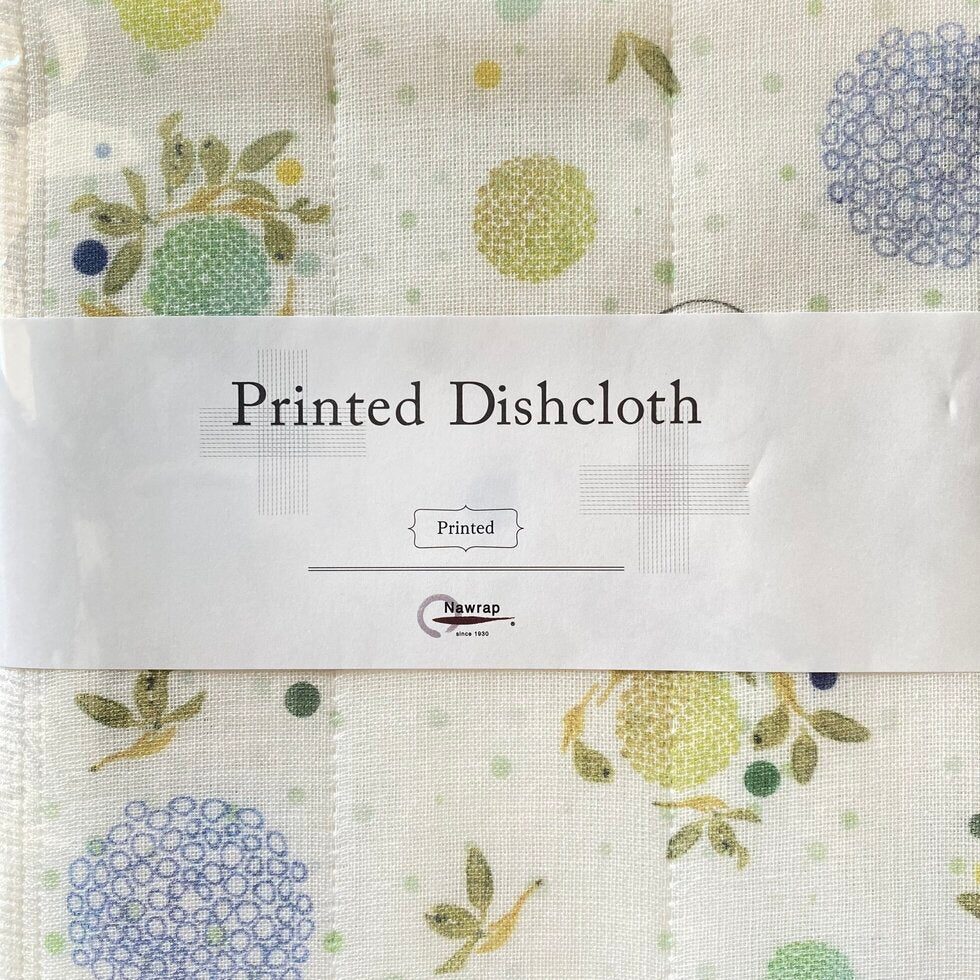 Printed Dishcloth
Printed
Nawrap
since 1930